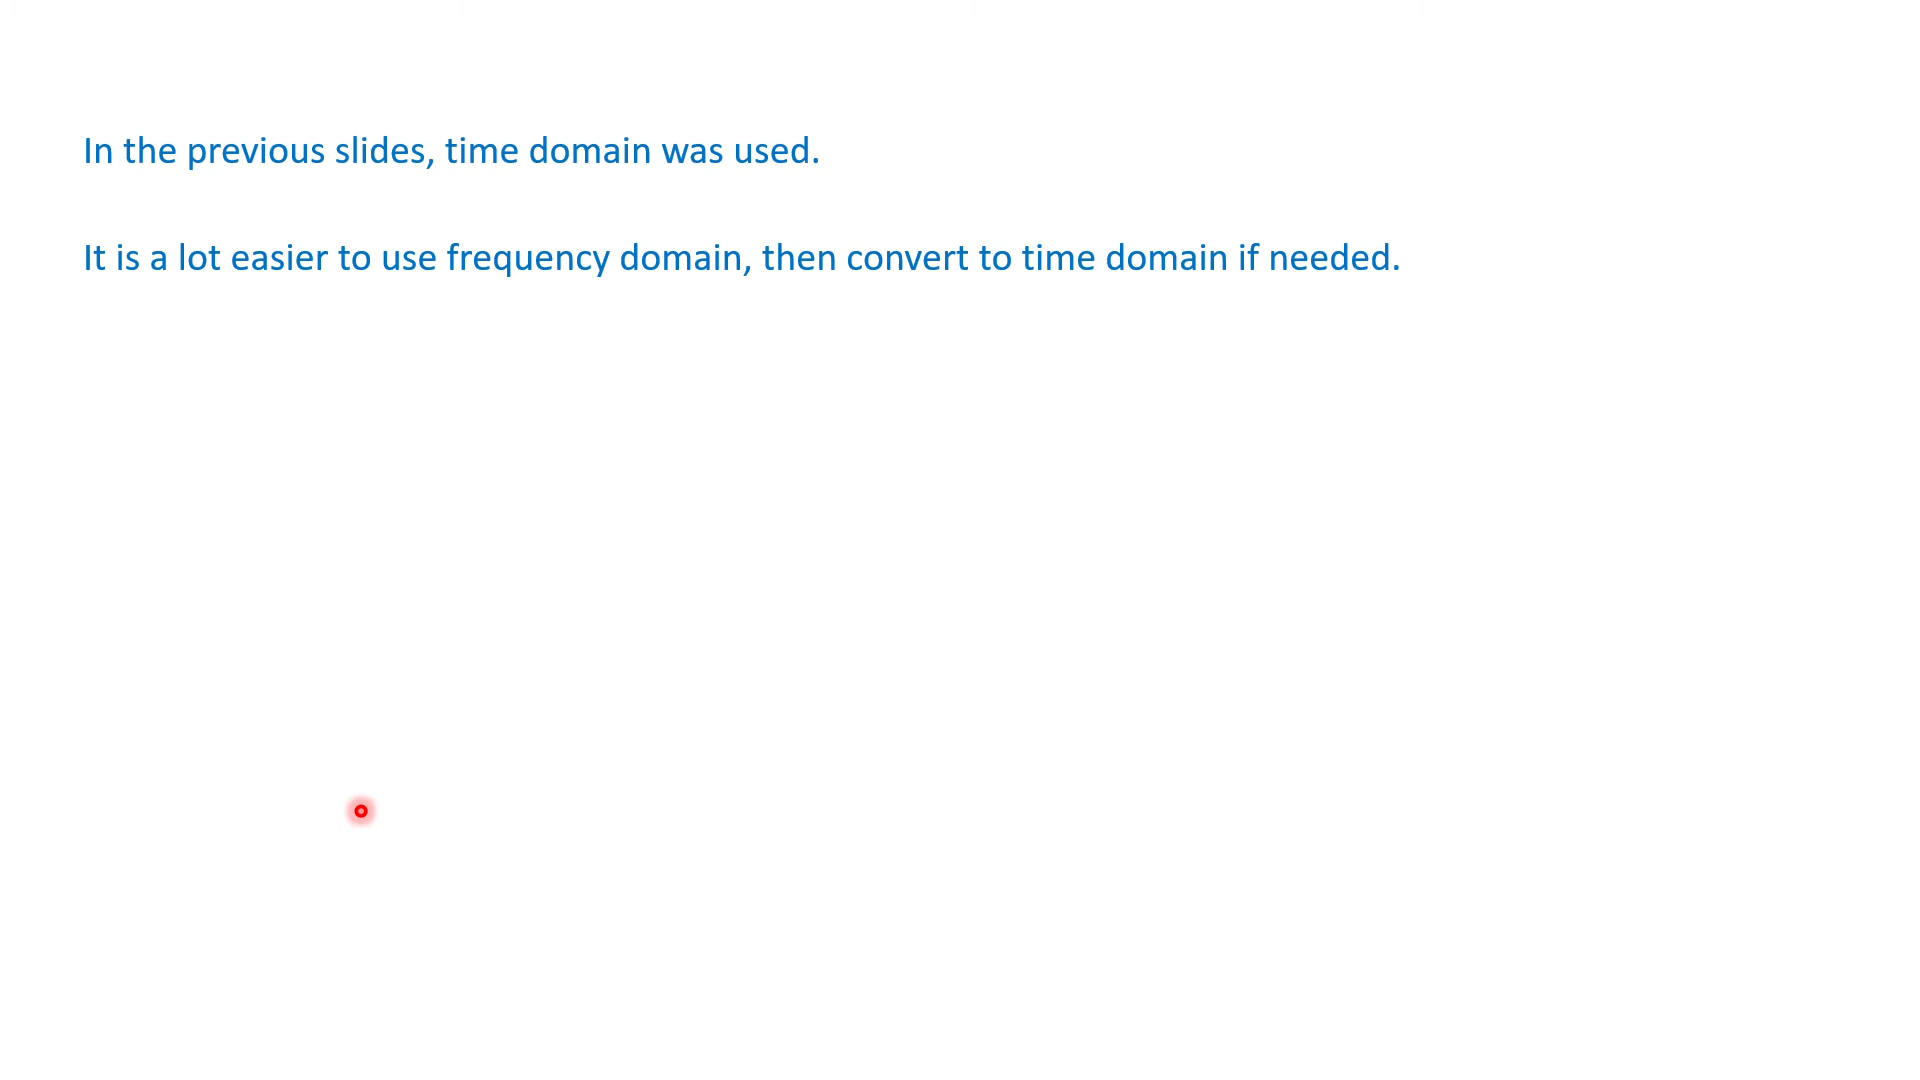 In the previous slides, time domain was used.
It is a lot easier to use frequency domain, then convert to time domain if needed.